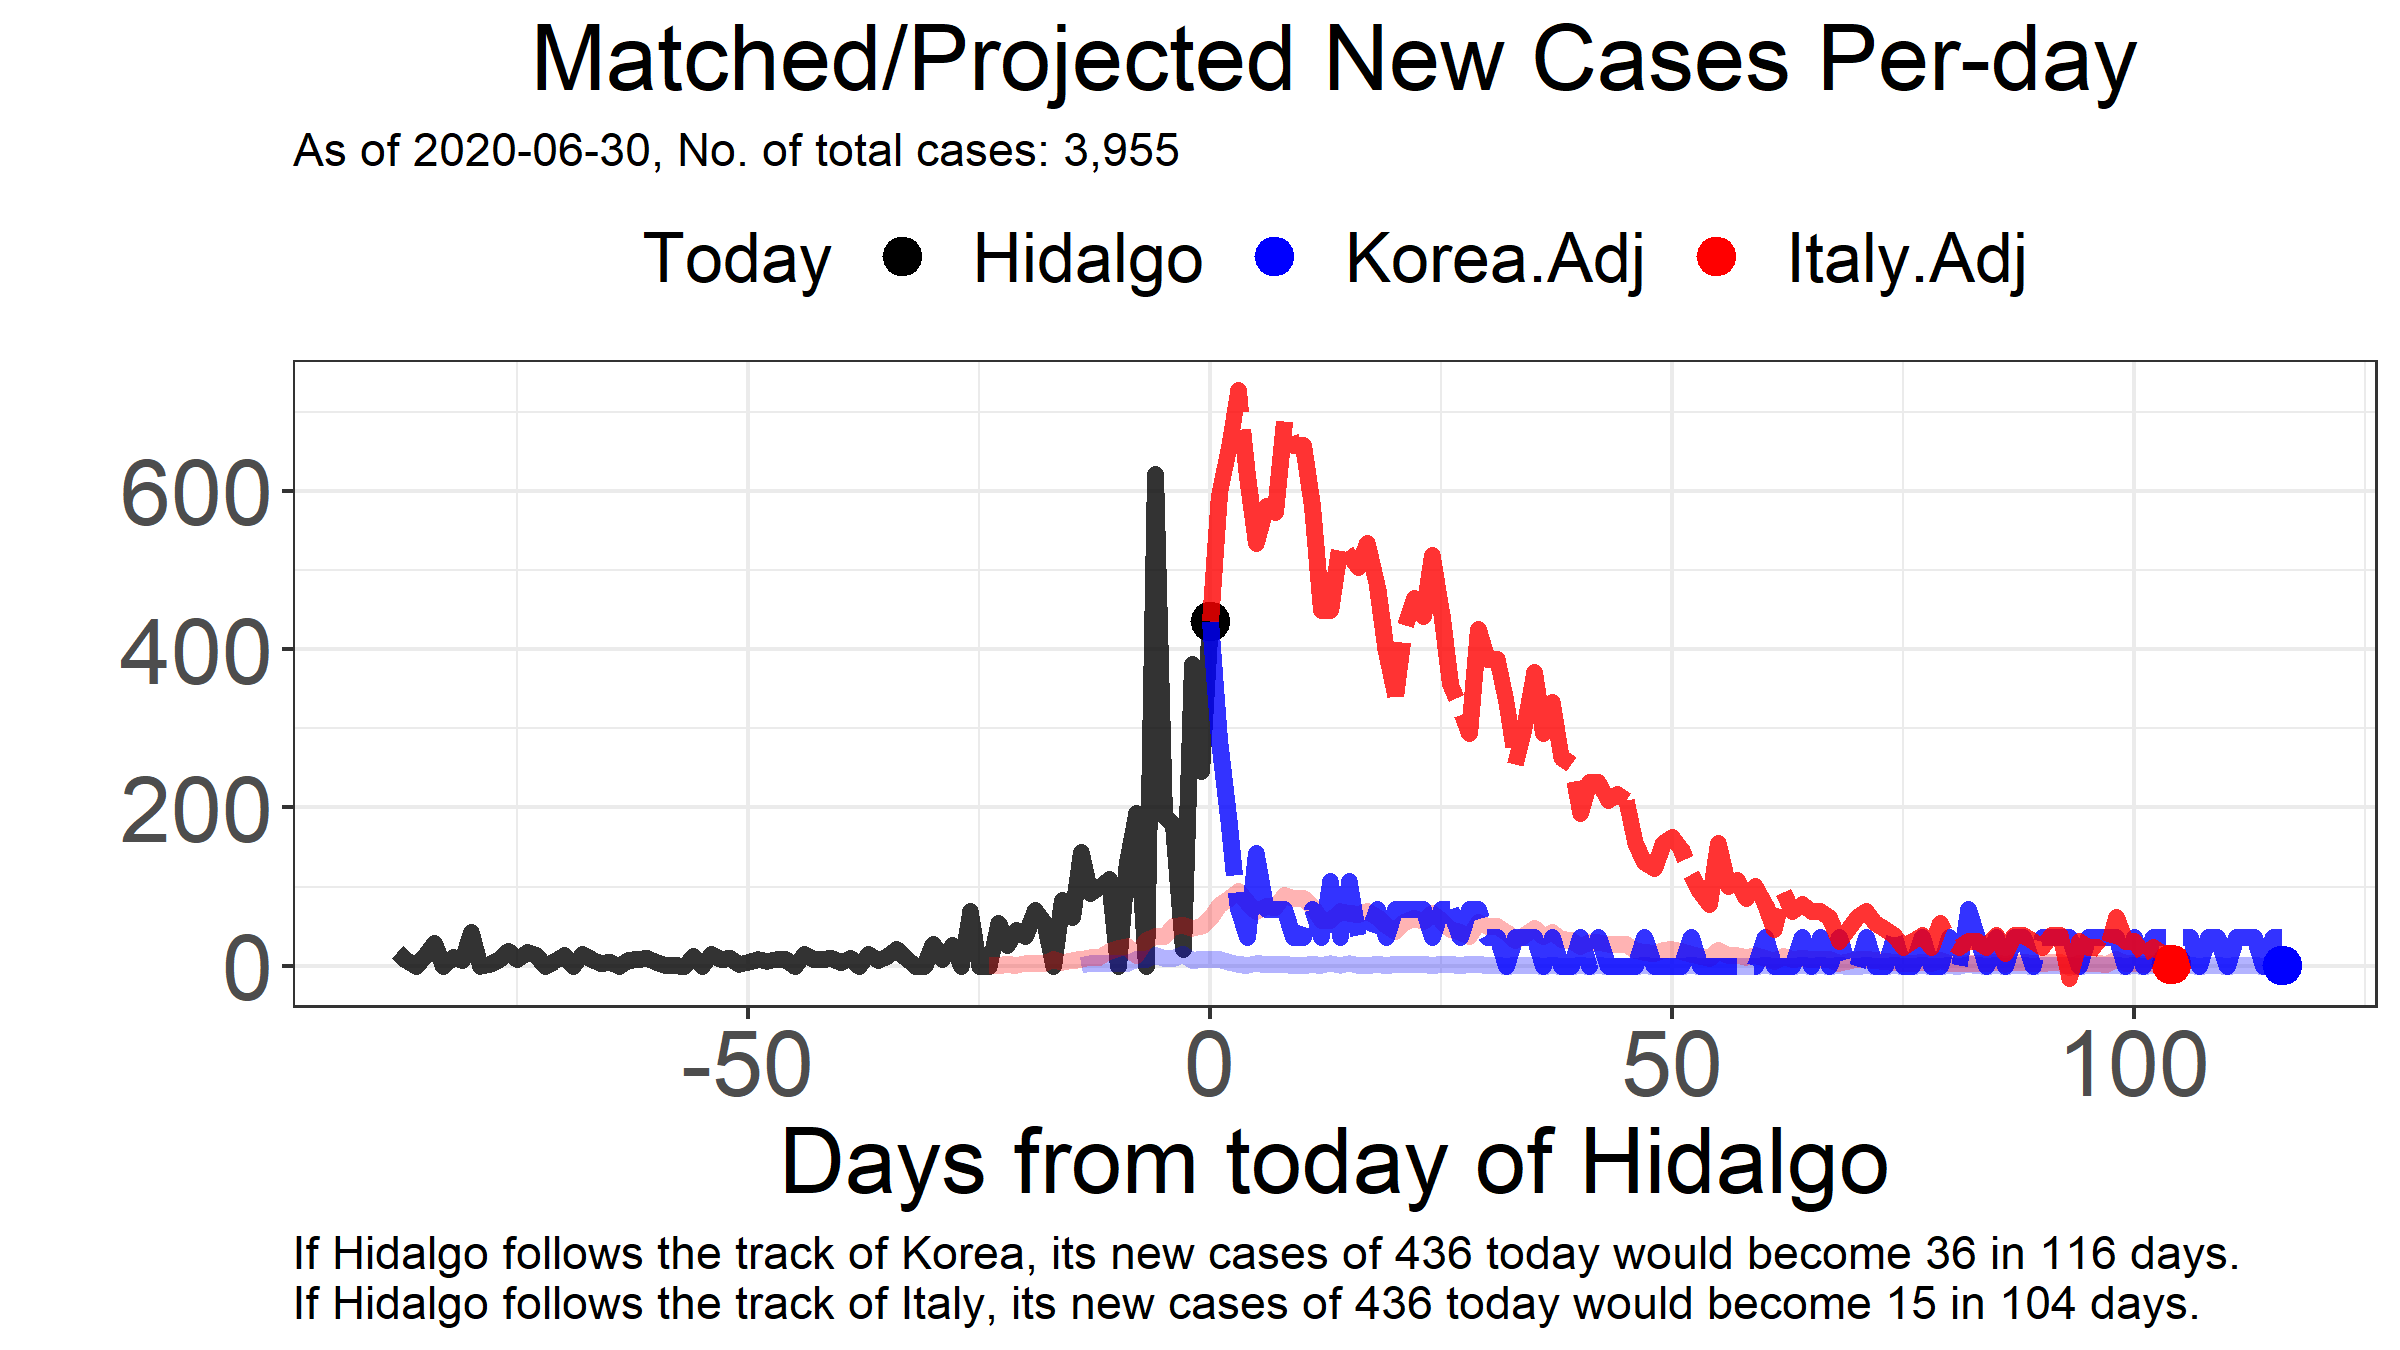 Matched/Projected New Cases Per-day
As of 2020-06-30, No. of total cases: 3,955
Today Hidalgo Korea.Adj Italy.Adj
600
400
200
0
-50 0 50 100
Days from today of Hidalgo
If Hidalgo follows the track of Korea, its new cases of 436 today would become 36 in 116 days.
If Hidalgo follows the track of Italy, its new cases of 436 today would become 15 in 104 days.